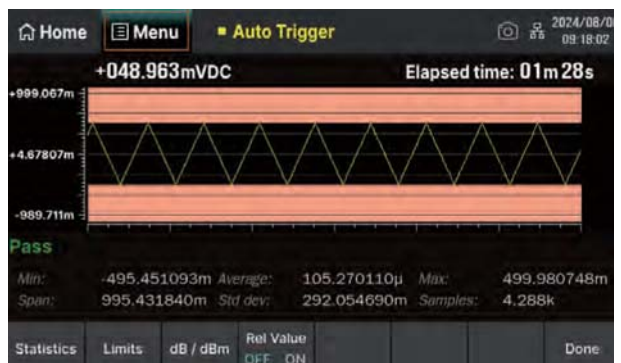 Home Menu Auto Trigger 2024/08/0
09:18:02
+048.963mVDC Elapsed time: 01m 28s
+999.067m
+4.67807m
-989.711m
Pass
Min: -495.451093m Average: 105.270110µ Max: 499.980748m
Span: 995.431840m Std dev: 292.054690m Samples: 4.288k
Statistics Limits dB / dBm Rel Value Done
OFF ON